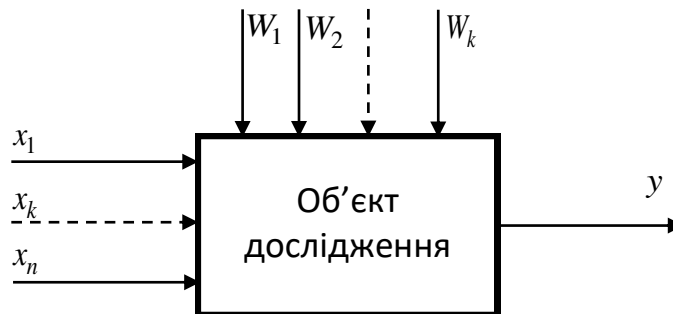 W₁ W₂ Wₖ
x₁
xₖ
xₙ
Об’єкт
дослідження
y